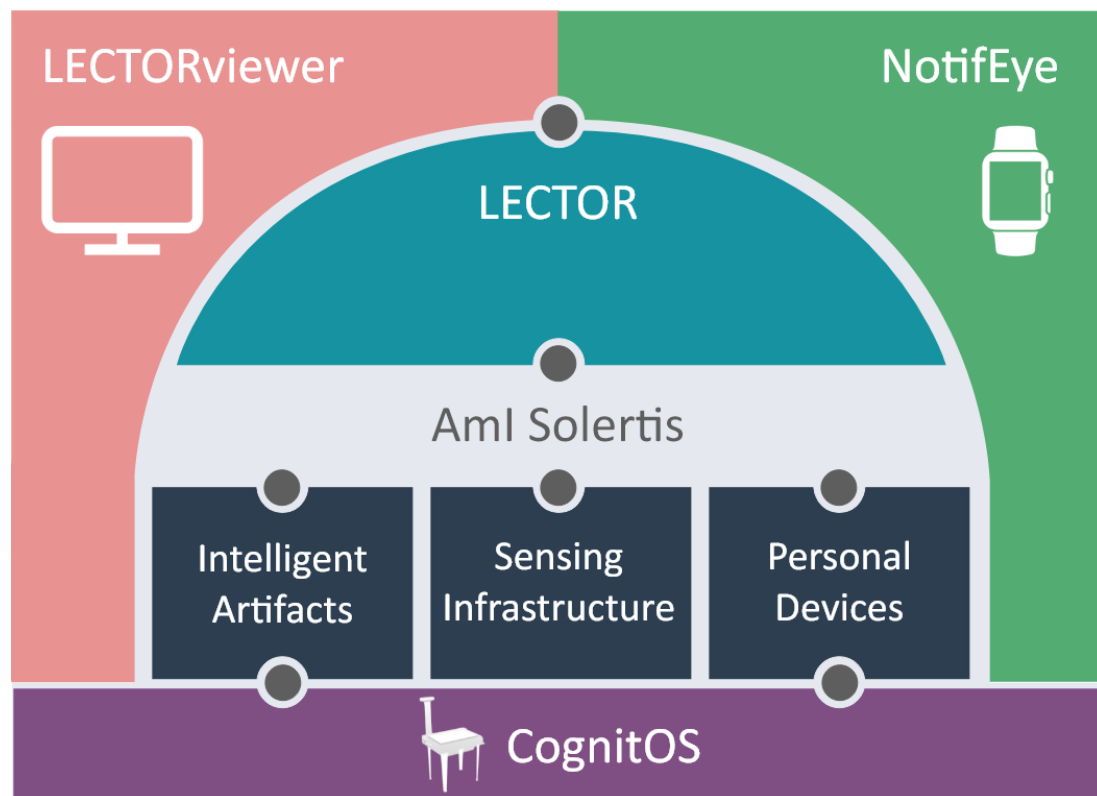 LECTORviewer
NotifEye
LECTOR
AmI Solertis
Intelligent
Artifacts
Sensing
Infrastructure
Personal
Devices
CognitOS